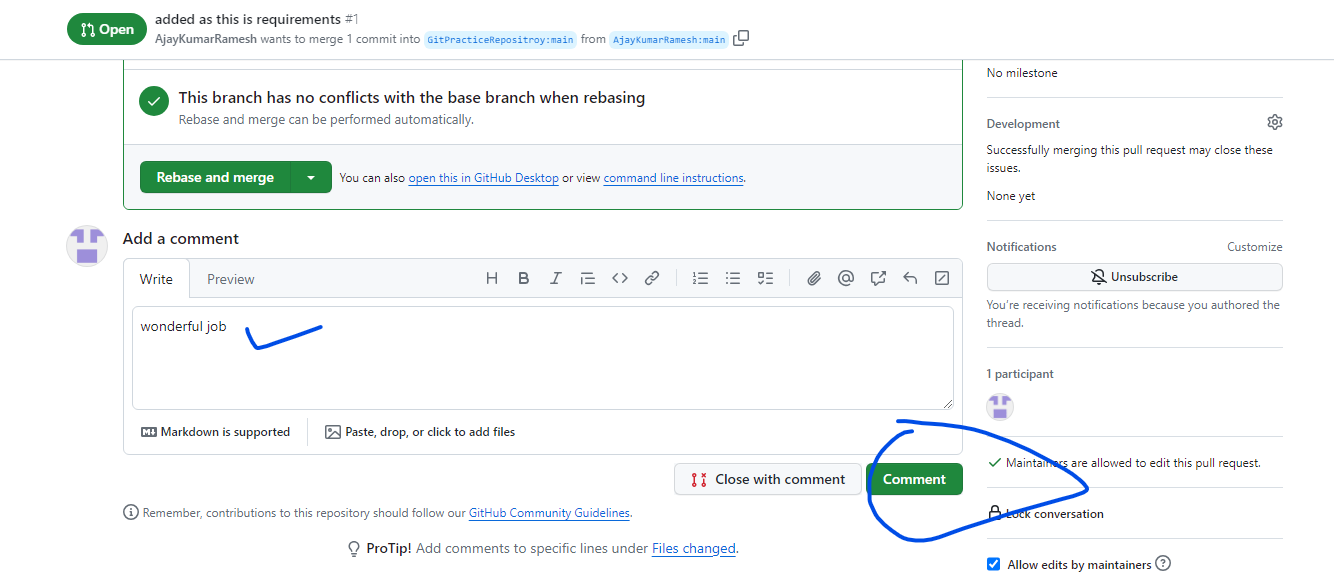 Open
added as this is requirements #1
AjayKumarRamesh wants to merge 1 commit into GitPracticeRepositroy:main from AjayKumarRamesh:main
This branch has no conflicts with the base branch when rebasing
Rebase and merge can be performed automatically.
Rebase and merge
You can also open this in GitHub Desktop or view command line instructions.
Add a comment
Write Preview
H B I
wonderful job
Markdown is supported
Paste, drop, or click to add files
Close with comment
Comment
Remember, contributions to this repository should follow our GitHub Community Guidelines.
ProTip! Add comments to specific lines under Files changed.
No milestone
Development
Successfully merging this pull request may close these
issues.
None yet
Notifications
Customize
Unsubscribe
You're receiving notifications because you authored the
thread.
1 participant
Maintainers are allowed to edit this pull request.
Lock conversation
Allow edits by maintainers